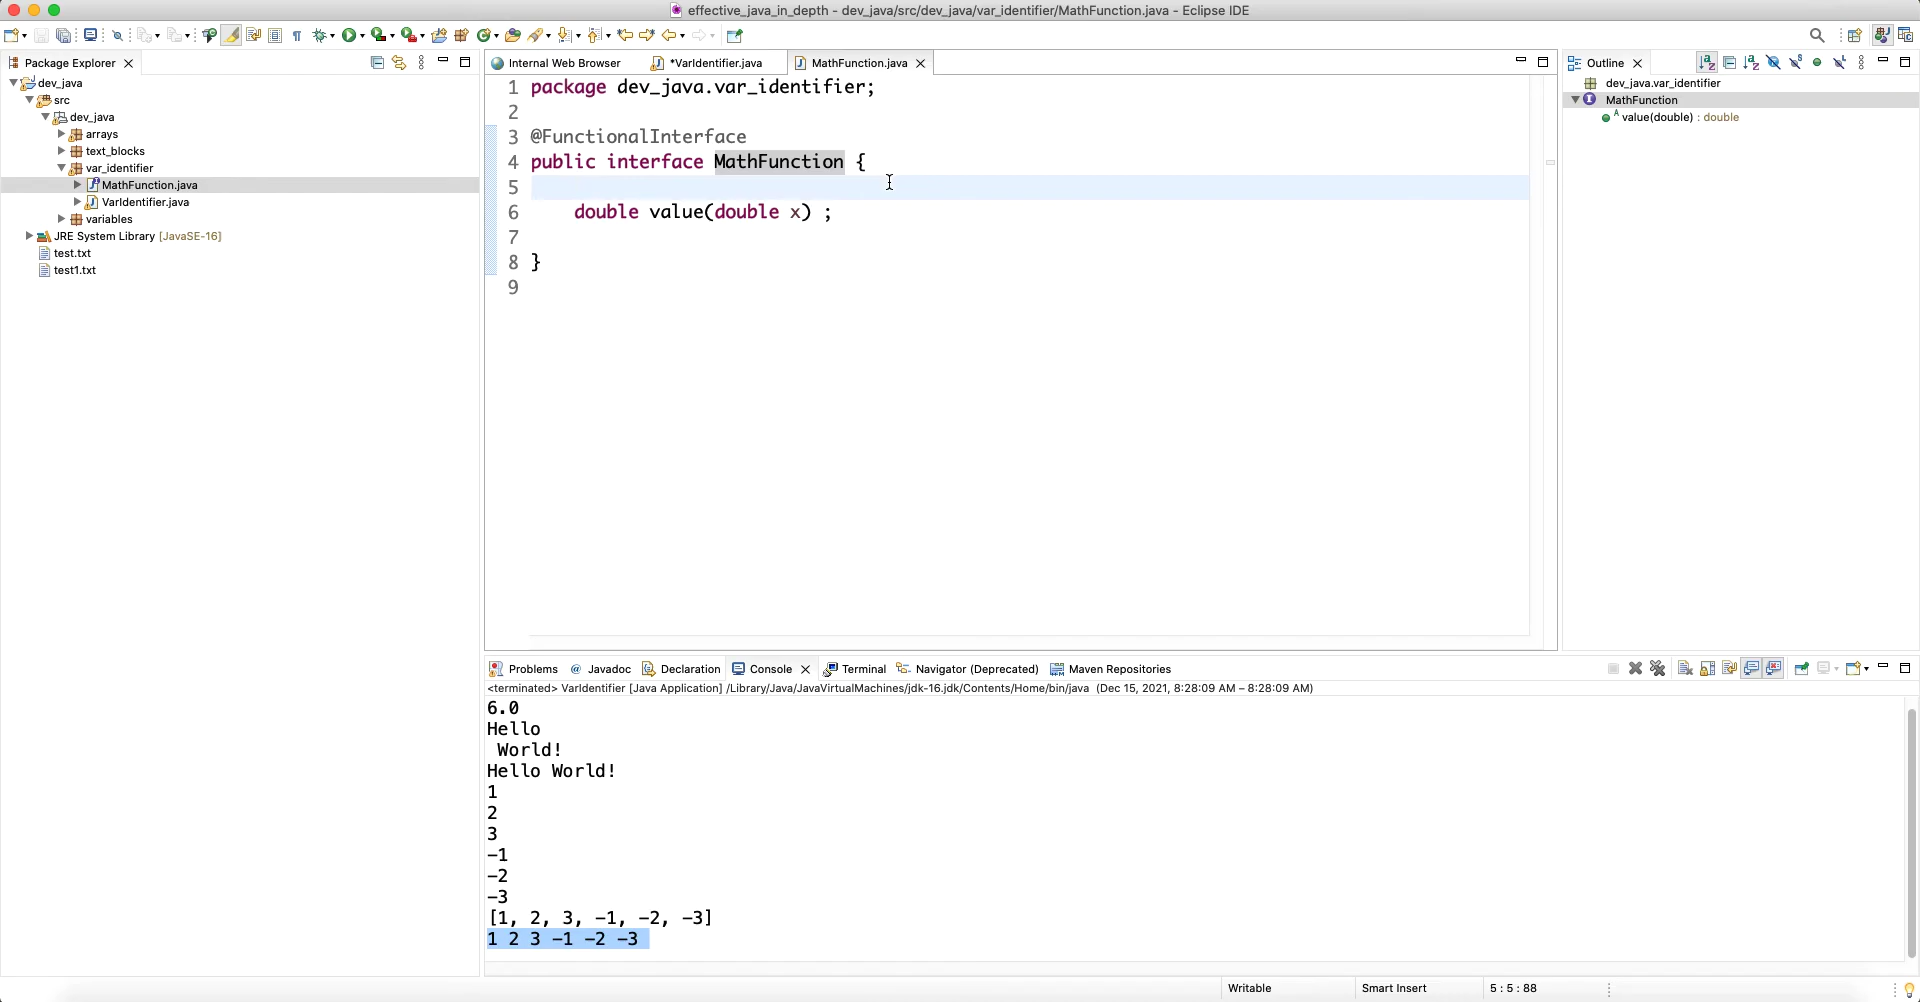 effective_java_in_depth - dev_java/src/dev_java/var_identifier/MathFunction.java - Eclipse IDE
Package Explorer
dev_java
src
dev_java
arrays
text_blocks
var_identifier
MathFunction.java
VarIdentifier.java
variables
JRE System Library [JavaSE-16]
test.txt
test1.txt
Internal Web Browser
*VarIdentifier.java
MathFunction.java
1 package dev_java.var_identifier;
2
3 @FunctionalInterface
4 public interface MathFunction {
5
6 double value(double x) ;
7
8 }
9
Outline
dev_java.var_identifier
MathFunction
value(double) : double
Problems
@ Javadoc
Declaration
Console
Terminal
Navigator (Deprecated)
Maven Repositories
<terminated> VarIdentifier [Java Application] /Library/Java/JavaVirtualMachines/jdk-16.jdk/Contents/Home/bin/java (Dec 15, 2021, 8:28:09 AM – 8:28:09 AM)
6.0
Hello
World!
Hello World!
1
2
3
-1
-2
-3
[1, 2, 3, -1, -2, -3]
1 2 3 -1 -2 -3
Writable
Smart Insert
5 : 5 : 88